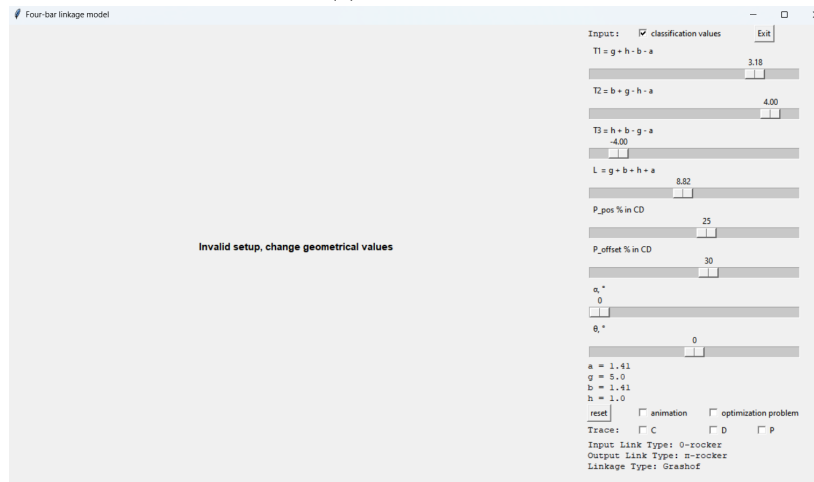 Four-bar linkage model
Input: classification values Exit
T1 = g + h - b - a
3.18
T2 = b + g - h - a
4.00
T3 = h + b - g - a
-4.00
L = g + b + h + a
8.82
P_pos % in CD
25
Invalid setup, change geometrical values
P_offset % in CD
30
α, °
0
θ, °
0
a = 1.41
g = 5.0
b = 1.41
h = 1.0
reset animation optimization problem
Trace: C D P
Input Link Type: 0-rocker
Output Link Type: π-rocker
Linkage Type: Grashof